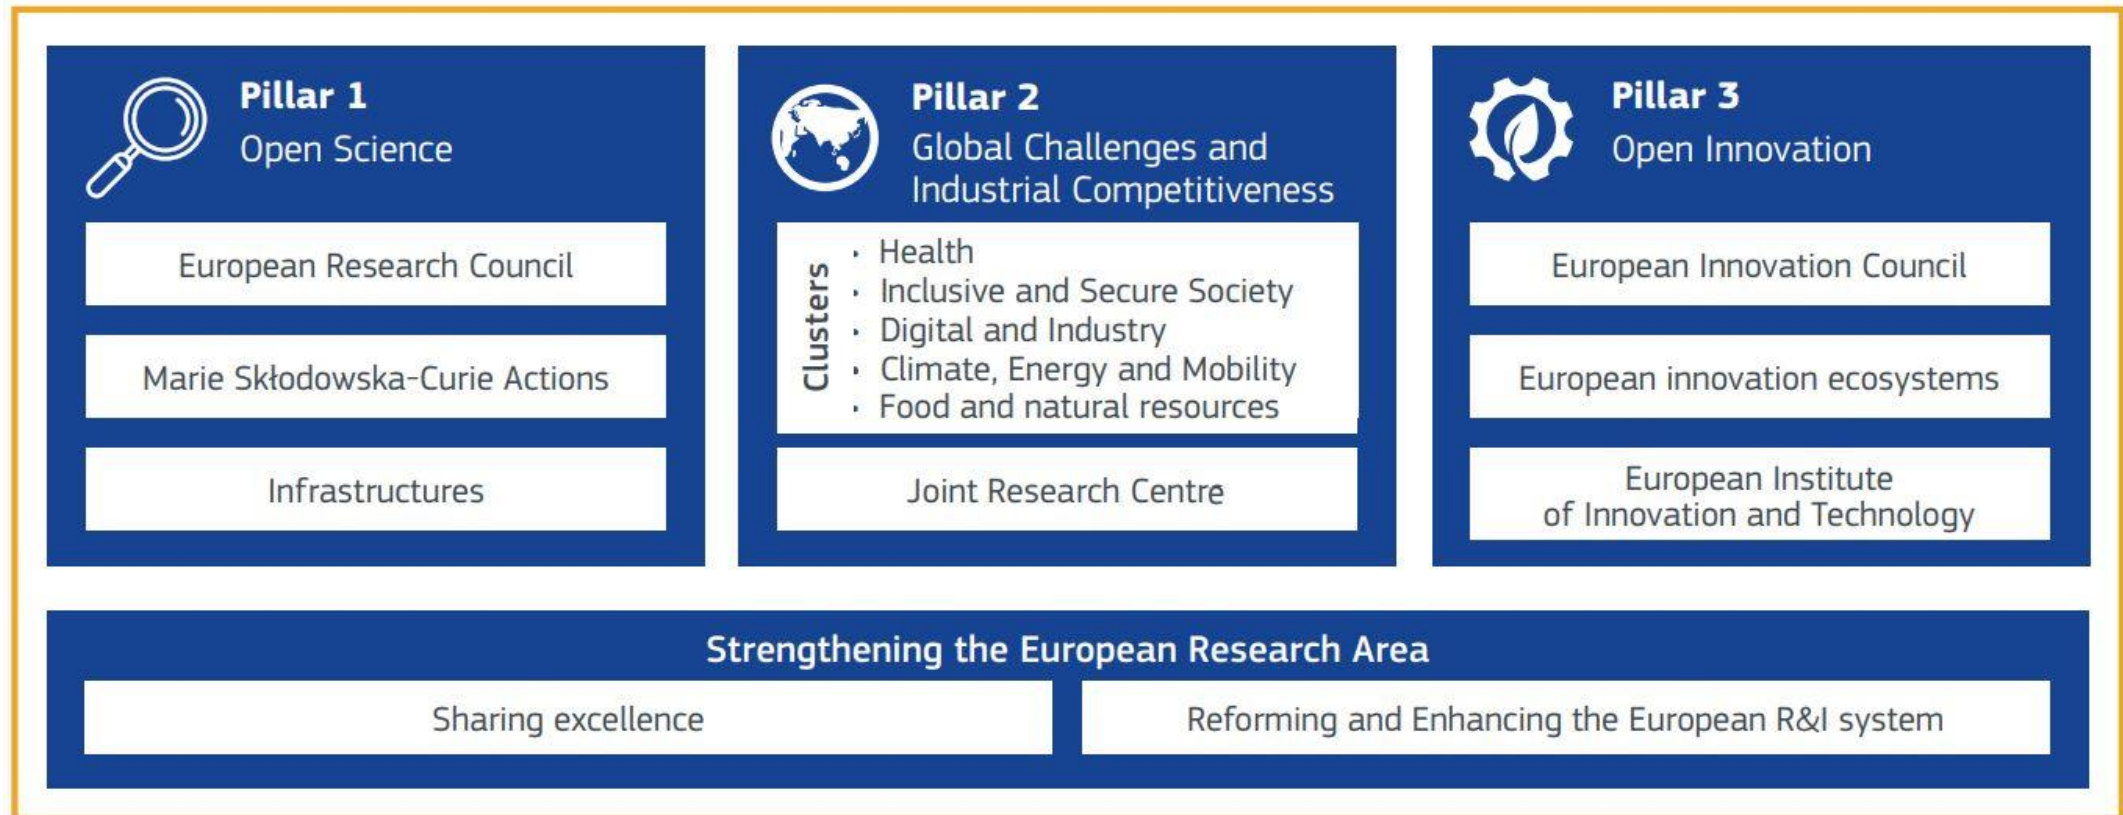 Pillar 1
Open Science
European Research Council
Marie Skłodowska-Curie Actions
Infrastructures
Pillar 2
Global Challenges and
Industrial Competitiveness
Clusters
· Health
· Inclusive and Secure Society
· Digital and Industry
· Climate, Energy and Mobility
· Food and natural resources
Joint Research Centre
Pillar 3
Open Innovation
European Innovation Council
European innovation ecosystems
European Institute
of Innovation and Technology
Strengthening the European Research Area
Sharing excellence
Reforming and Enhancing the European R&I system